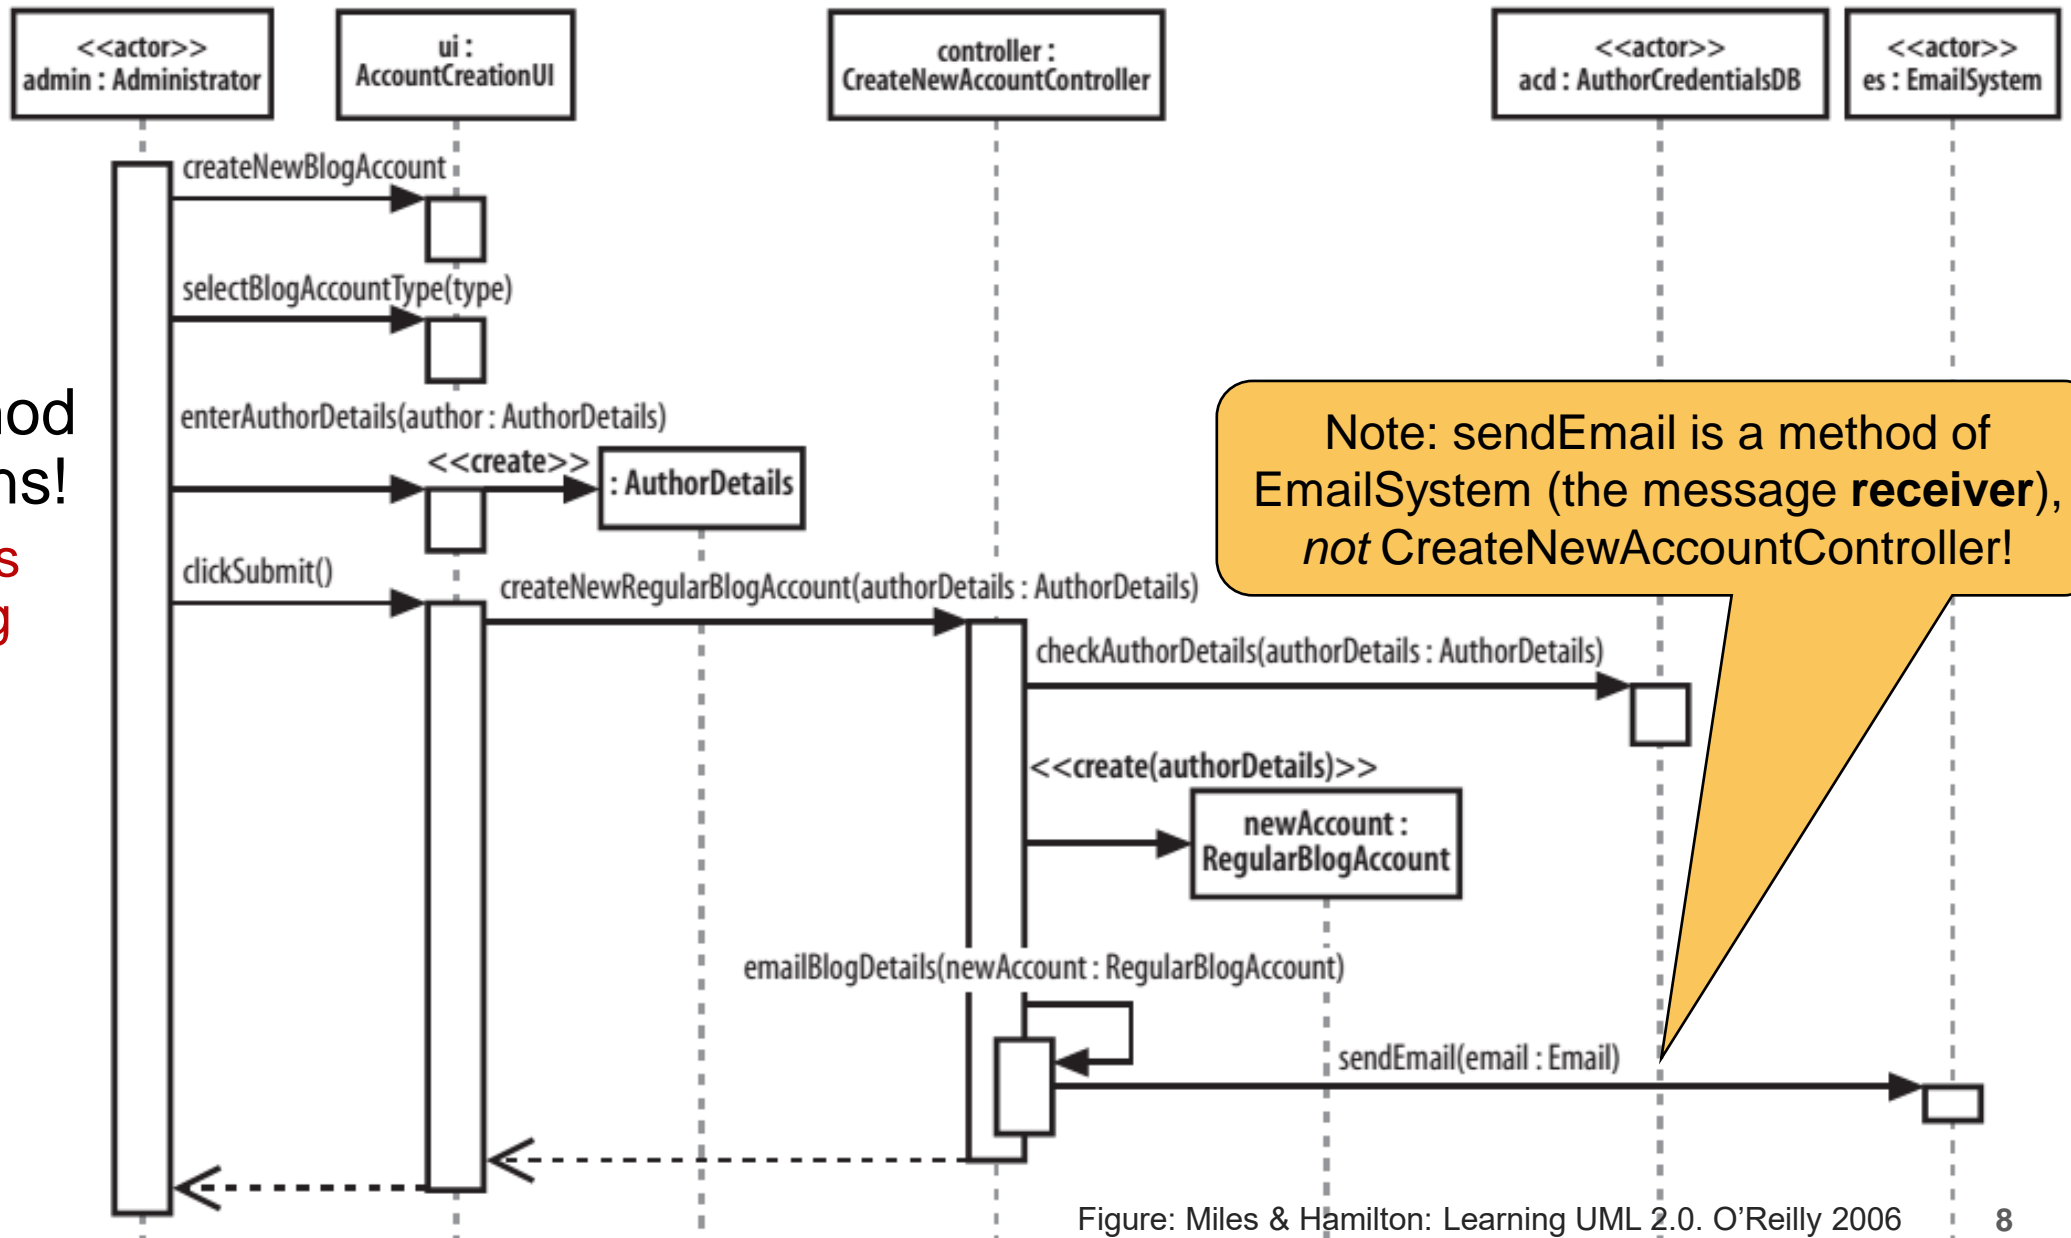 <<actor>>
admin : Administrator
ui :
AccountCreationUI
controller :
CreateNewAccountController
<<actor>>
acd : AuthorCredentialsDB
<<actor>>
es : EmailSystem
createNewBlogAccount
selectBlogAccountType(type)
enterAuthorDetails(author : AuthorDetails)
<<create>>
: AuthorDetails
Note: sendEmail is a method of
EmailSystem (the message receiver),
not CreateNewAccountController!
clickSubmit()
createNewRegularBlogAccount(authorDetails : AuthorDetails)
checkAuthorDetails(authorDetails : AuthorDetails)
<<create(authorDetails)>>
newAccount :
RegularBlogAccount
emailBlogDetails(newAccount : RegularBlogAccount)
sendEmail(email : Email)
Figure: Miles & Hamilton: Learning UML 2.0. O'Reilly 2006
8